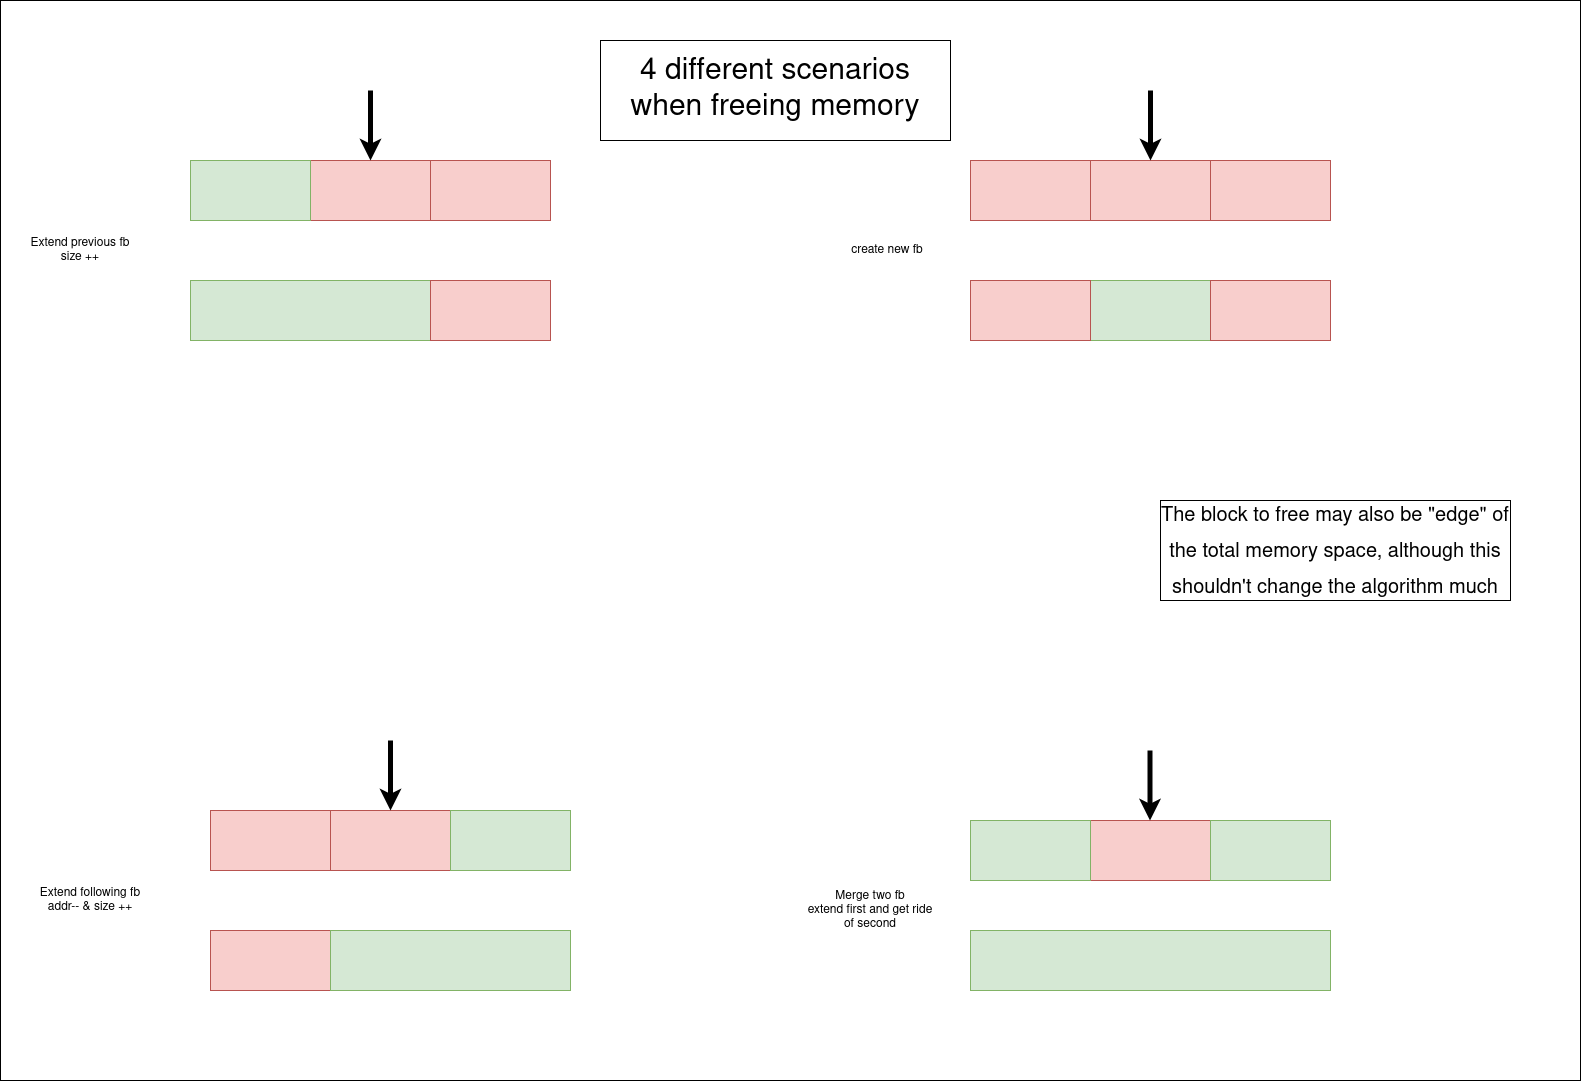 4 different scenarios
when freeing memory
Extend previous fb
size ++
create new fb
The block to free may also be "edge" of
the total memory space, although this
shouldn't change the algorithm much
Extend following fb
addr-- & size ++
Merge two fb
extend first and get ride
of second